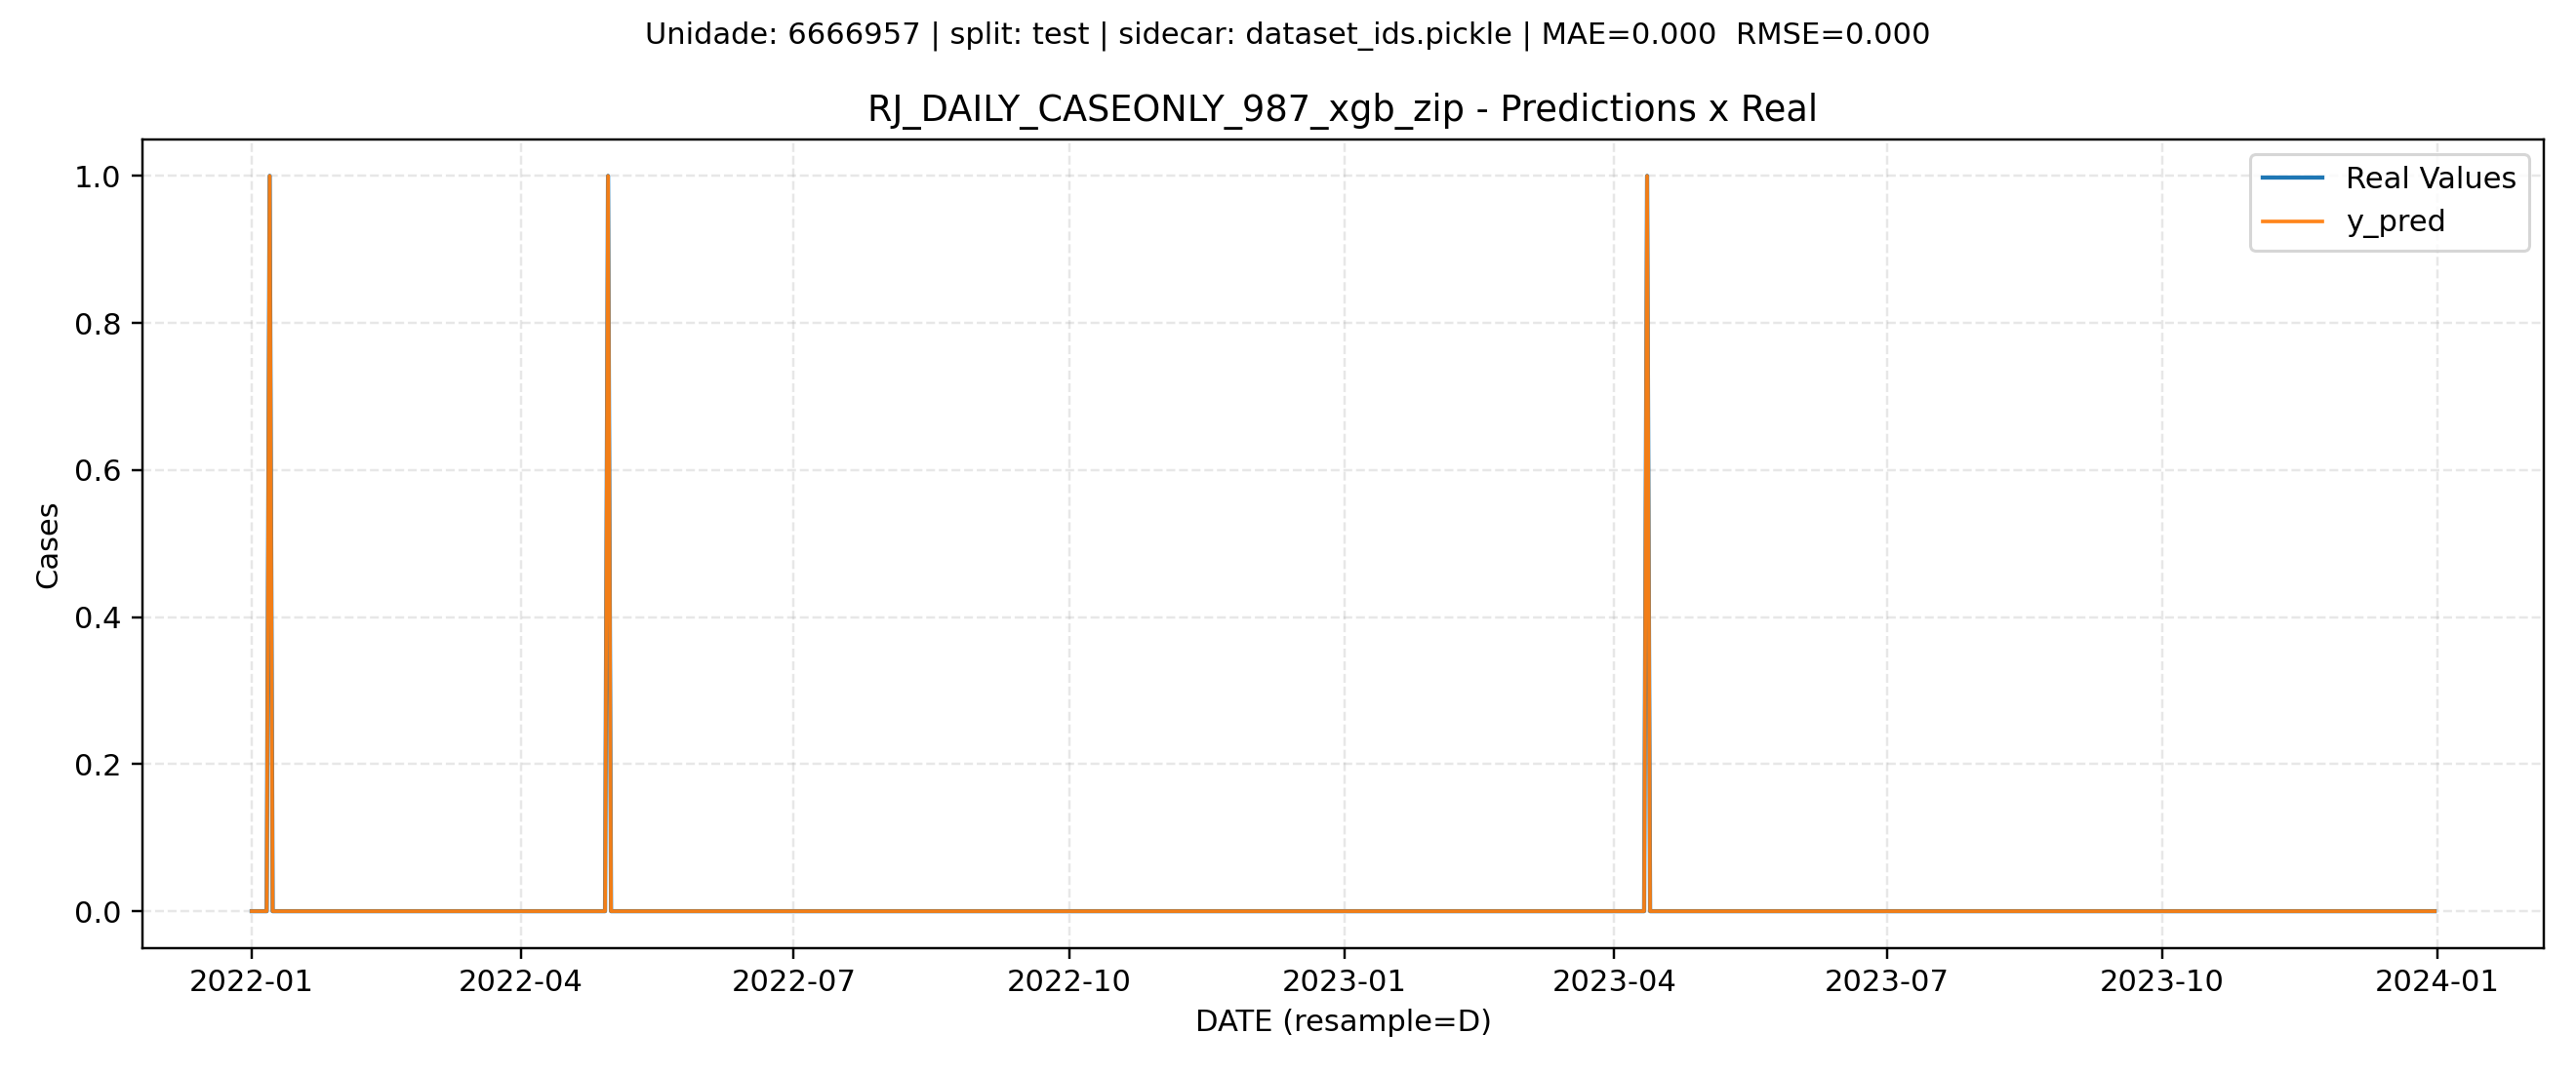 Unidade: 6666957 | split: test | sidecar: dataset_ids.pickle | MAE=0.000  RMSE=0.000
RJ_DAILY_CASEONLY_987_xgb_zip - Predictions x Real
Real Values
y_pred
Cases
1.0
0.8
0.6
0.4
0.2
0.0
2022-01 2022-04 2022-07 2022-10 2023-01 2023-04 2023-07 2023-10 2024-01
DATE (resample=D)